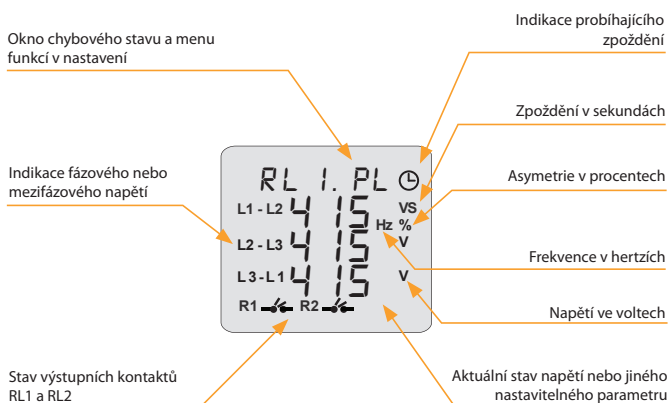 Indikace probíhajícího
zpoždění
Okno chybového stavu a menu
funkcí v nastavení
Zpoždění v sekundách
Indikace fázového nebo
mezifázového napětí
Asymetrie v procentech
RL 1. PL
L1 - L2 415 VS
Hz %
L2 - L3 415 V
L3 - L1 415 V
R1 R2
Frekvence v hertzích
Napětí ve voltech
Stav výstupních kontaktů
RL1 a RL2
Aktuální stav napětí nebo jiného
nastavitelného parametru